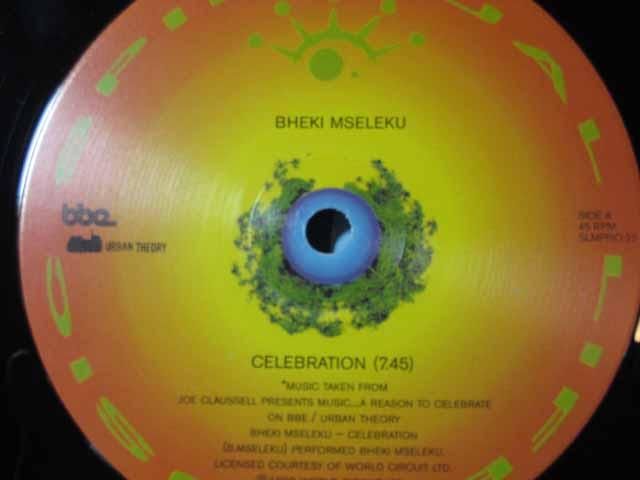 BHEKI MSELEKU
bbe
URBAN THEORY
SIDE A
45 RPM
CELEBRATION (7.45)
*MUSIC TAKEN FROM
JOE CLAUSSELL PRESENTS MUSIC...A REASON TO CELEBRATE
ON BBE / URBAN THEORY
BHEKI MSELEKU – CELEBRATION
(B.MSELEKU) PERFORMED BHEKI MSELEKU.
LICENSED COURTESY OF WORLD CIRCUIT LTD.